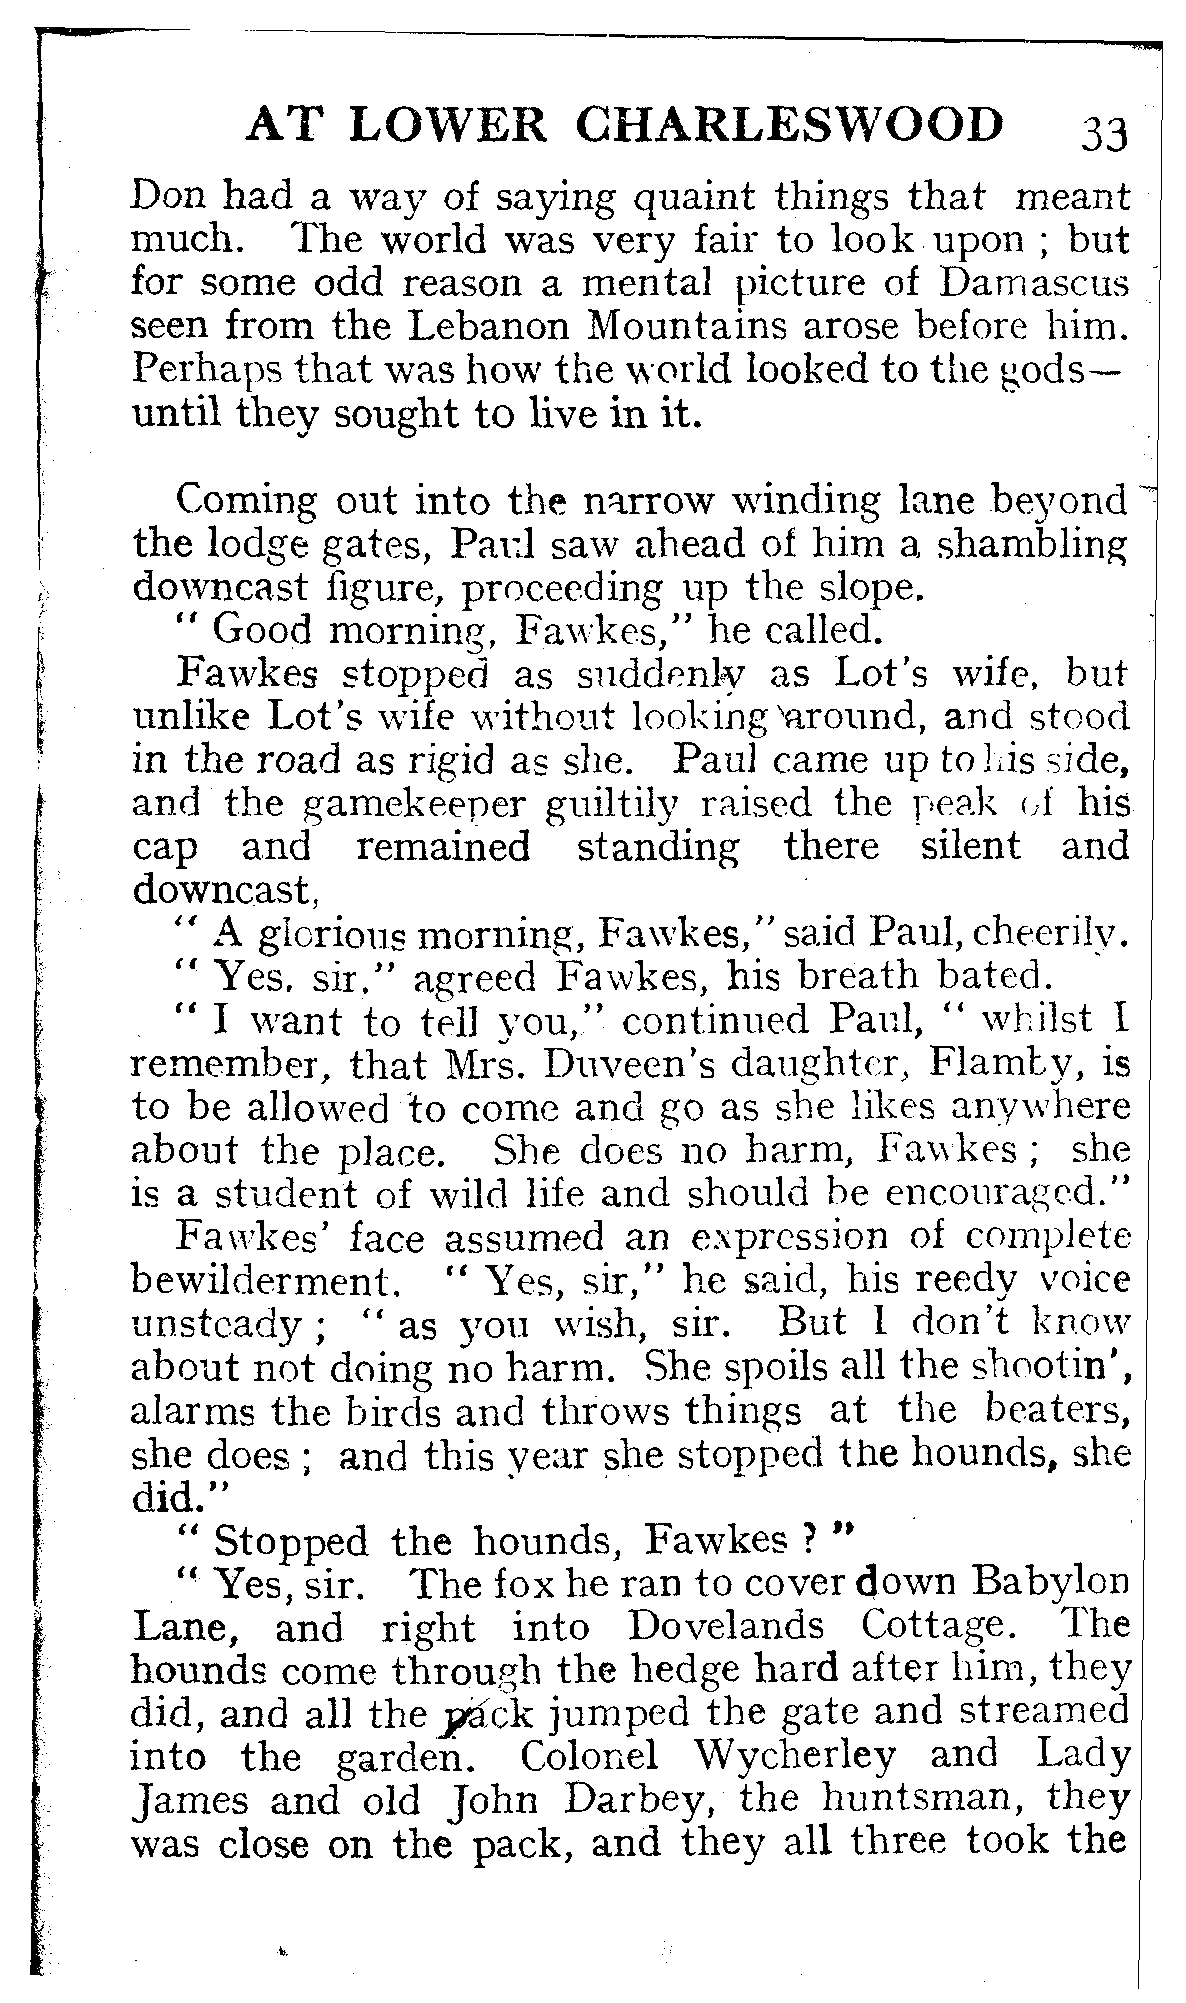 AT LOWER CHARLESWOOD 33
Don had a way of saying quaint things that meant
much. The world was very fair to look upon ; but
for some odd reason a mental picture of Damascus
seen from the Lebanon Mountains arose before him.
Perhaps that was how the world looked to the gods—
until they sought to live in it.
Coming out into the narrow winding lane beyond
the lodge gates, Paul saw ahead of him a shambling
downcast figure, proceeding up the slope.
" Good morning, Fawkes," he called.
Fawkes stopped as suddenly as Lot's wife, but
unlike Lot's wife without looking around, and stood
in the road as rigid as she. Paul came up to his side,
and the gamekeeper guiltily raised the peak of his
cap and remained standing there silent and
downcast,
" A glorious morning, Fawkes," said Paul, cheerily.
" Yes, sir." agreed Fawkes, his breath bated.
" I want to tell you," continued Paul, " whilst I
remember, that Mrs. Duveen's daughter, Flamby, is
to be allowed to come and go as she likes anywhere
about the place. She does no harm, Fawkes ; she
is a student of wild life and should be encouraged."
Fawkes' face assumed an expression of complete
bewilderment. " Yes, sir," he said, his reedy voice
unsteady ; " as you wish, sir. But I don't know
about not doing no harm. She spoils all the shootin',
alarms the birds and throws things at the beaters,
she does ; and this year she stopped the hounds, she
did."
" Stopped the hounds, Fawkes ? "
" Yes, sir. The fox he ran to cover down Babylon
Lane, and right into Dovelands Cottage. The
hounds come through the hedge hard after him, they
did, and all the pack jumped the gate and streamed
into the garden. Colonel Wycherley and Lady
James and old John Darbey, the huntsman, they
was close on the pack, and they all three took the